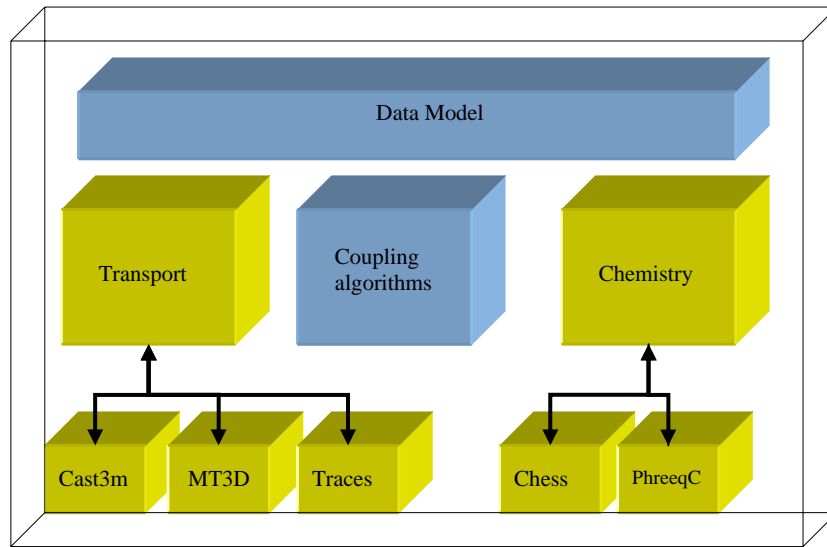 Data Model
Transport
Coupling
algorithms
Chemistry
Cast3m
MT3D
Traces
Chess
PhreeqC